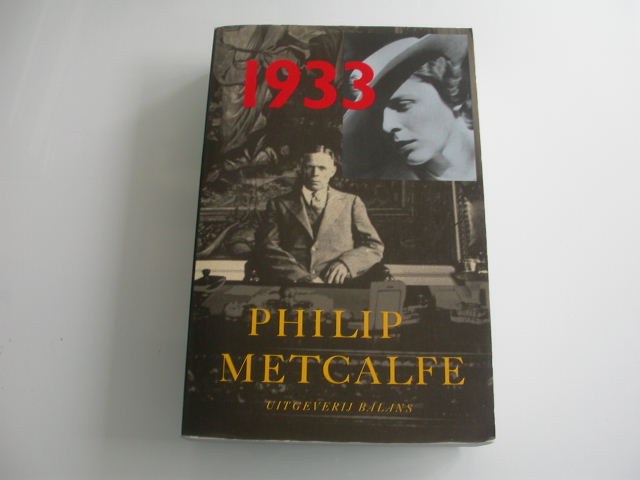 1933
PHILIP
METCALFE
UITGEVERIJ BALANS